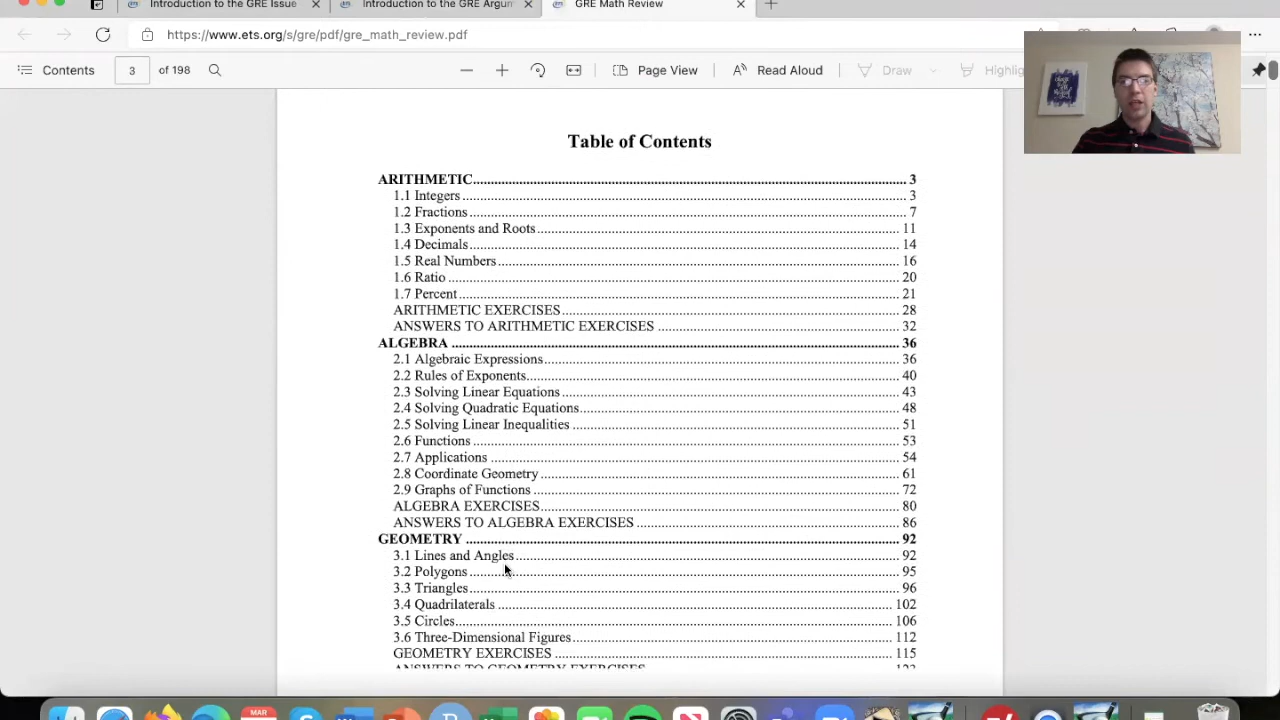 Introduction to the GRE Issue
Introduction to the GRE Argum
GRE Math Review
https://www.ets.org/s/gre/pdf/gre_math_review.pdf
Contents 3 of 198 Page View Read Aloud Draw Highlig
Table of Contents
ARITHMETIC 3
1.1 Integers 3
1.2 Fractions 7
1.3 Exponents and Roots 11
1.4 Decimals 14
1.5 Real Numbers 16
1.6 Ratio 20
1.7 Percent 21
ARITHMETIC EXERCISES 28
ANSWERS TO ARITHMETIC EXERCISES 32
ALGEBRA 36
2.1 Algebraic Expressions 36
2.2 Rules of Exponents 40
2.3 Solving Linear Equations 43
2.4 Solving Quadratic Equations 48
2.5 Solving Linear Inequalities 51
2.6 Functions 53
2.7 Applications 54
2.8 Coordinate Geometry 61
2.9 Graphs of Functions 72
ALGEBRA EXERCISES 80
ANSWERS TO ALGEBRA EXERCISES 86
GEOMETRY 92
3.1 Lines and Angles 92
3.2 Polygons 95
3.3 Triangles 96
3.4 Quadrilaterals 102
3.5 Circles 106
3.6 Three-Dimensional Figures 112
GEOMETRY EXERCISES 115
ANSWERS TO GEOMETRY EXERCISES 123
MAR